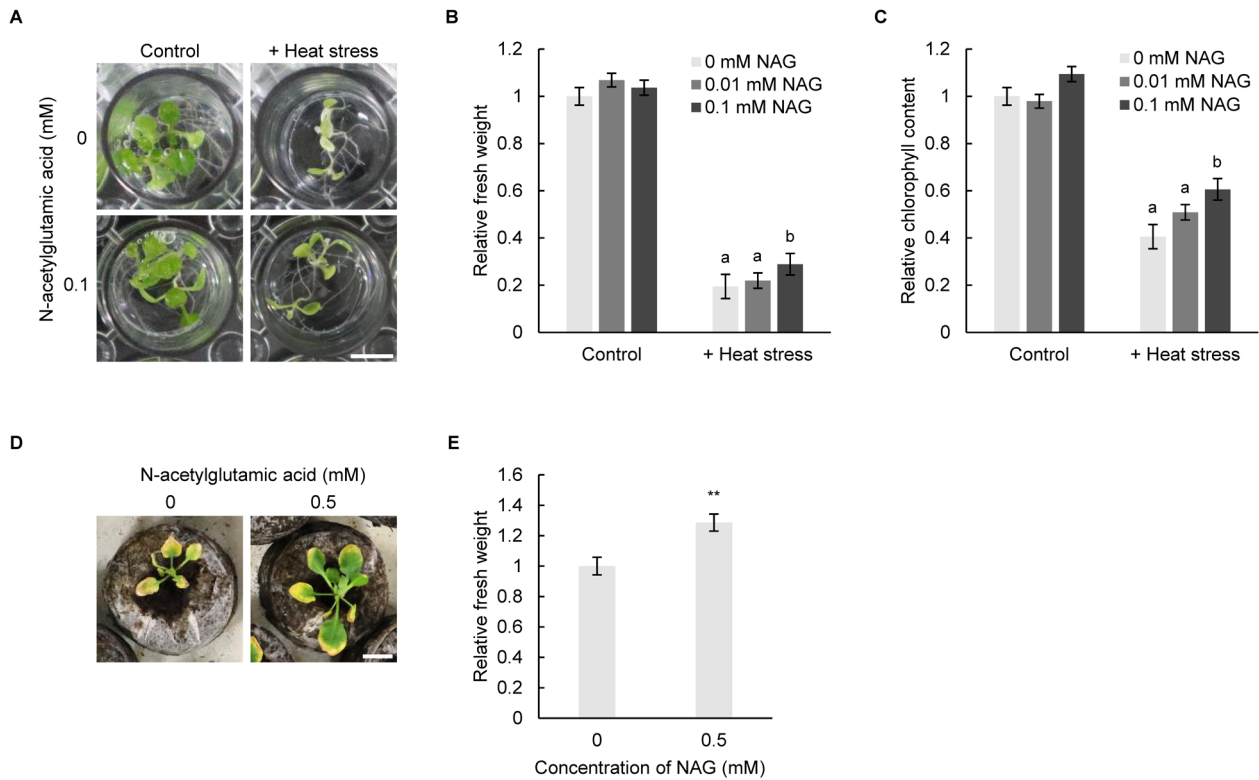 A
Control
+ Heat stress
N-acetylglutamic acid (mM)
0
0.1
B
1.2
1
0.8
0.6
0.4
0.2
0
Relative fresh weight
0 mM NAG
0.01 mM NAG
0.1 mM NAG
a
a
b
Control
+ Heat stress
C
1.2
1
0.8
0.6
0.4
0.2
0
Relative chlorophyll content
0 mM NAG
0.01 mM NAG
0.1 mM NAG
a
a
b
Control
+ Heat stress
D
N-acetylglutamic acid (mM)
0
0.5
E
1.6
1.4
1.2
1
0.8
0.6
0.4
0.2
0
Relative fresh weight
**
0
0.5
Concentration of NAG (mM)